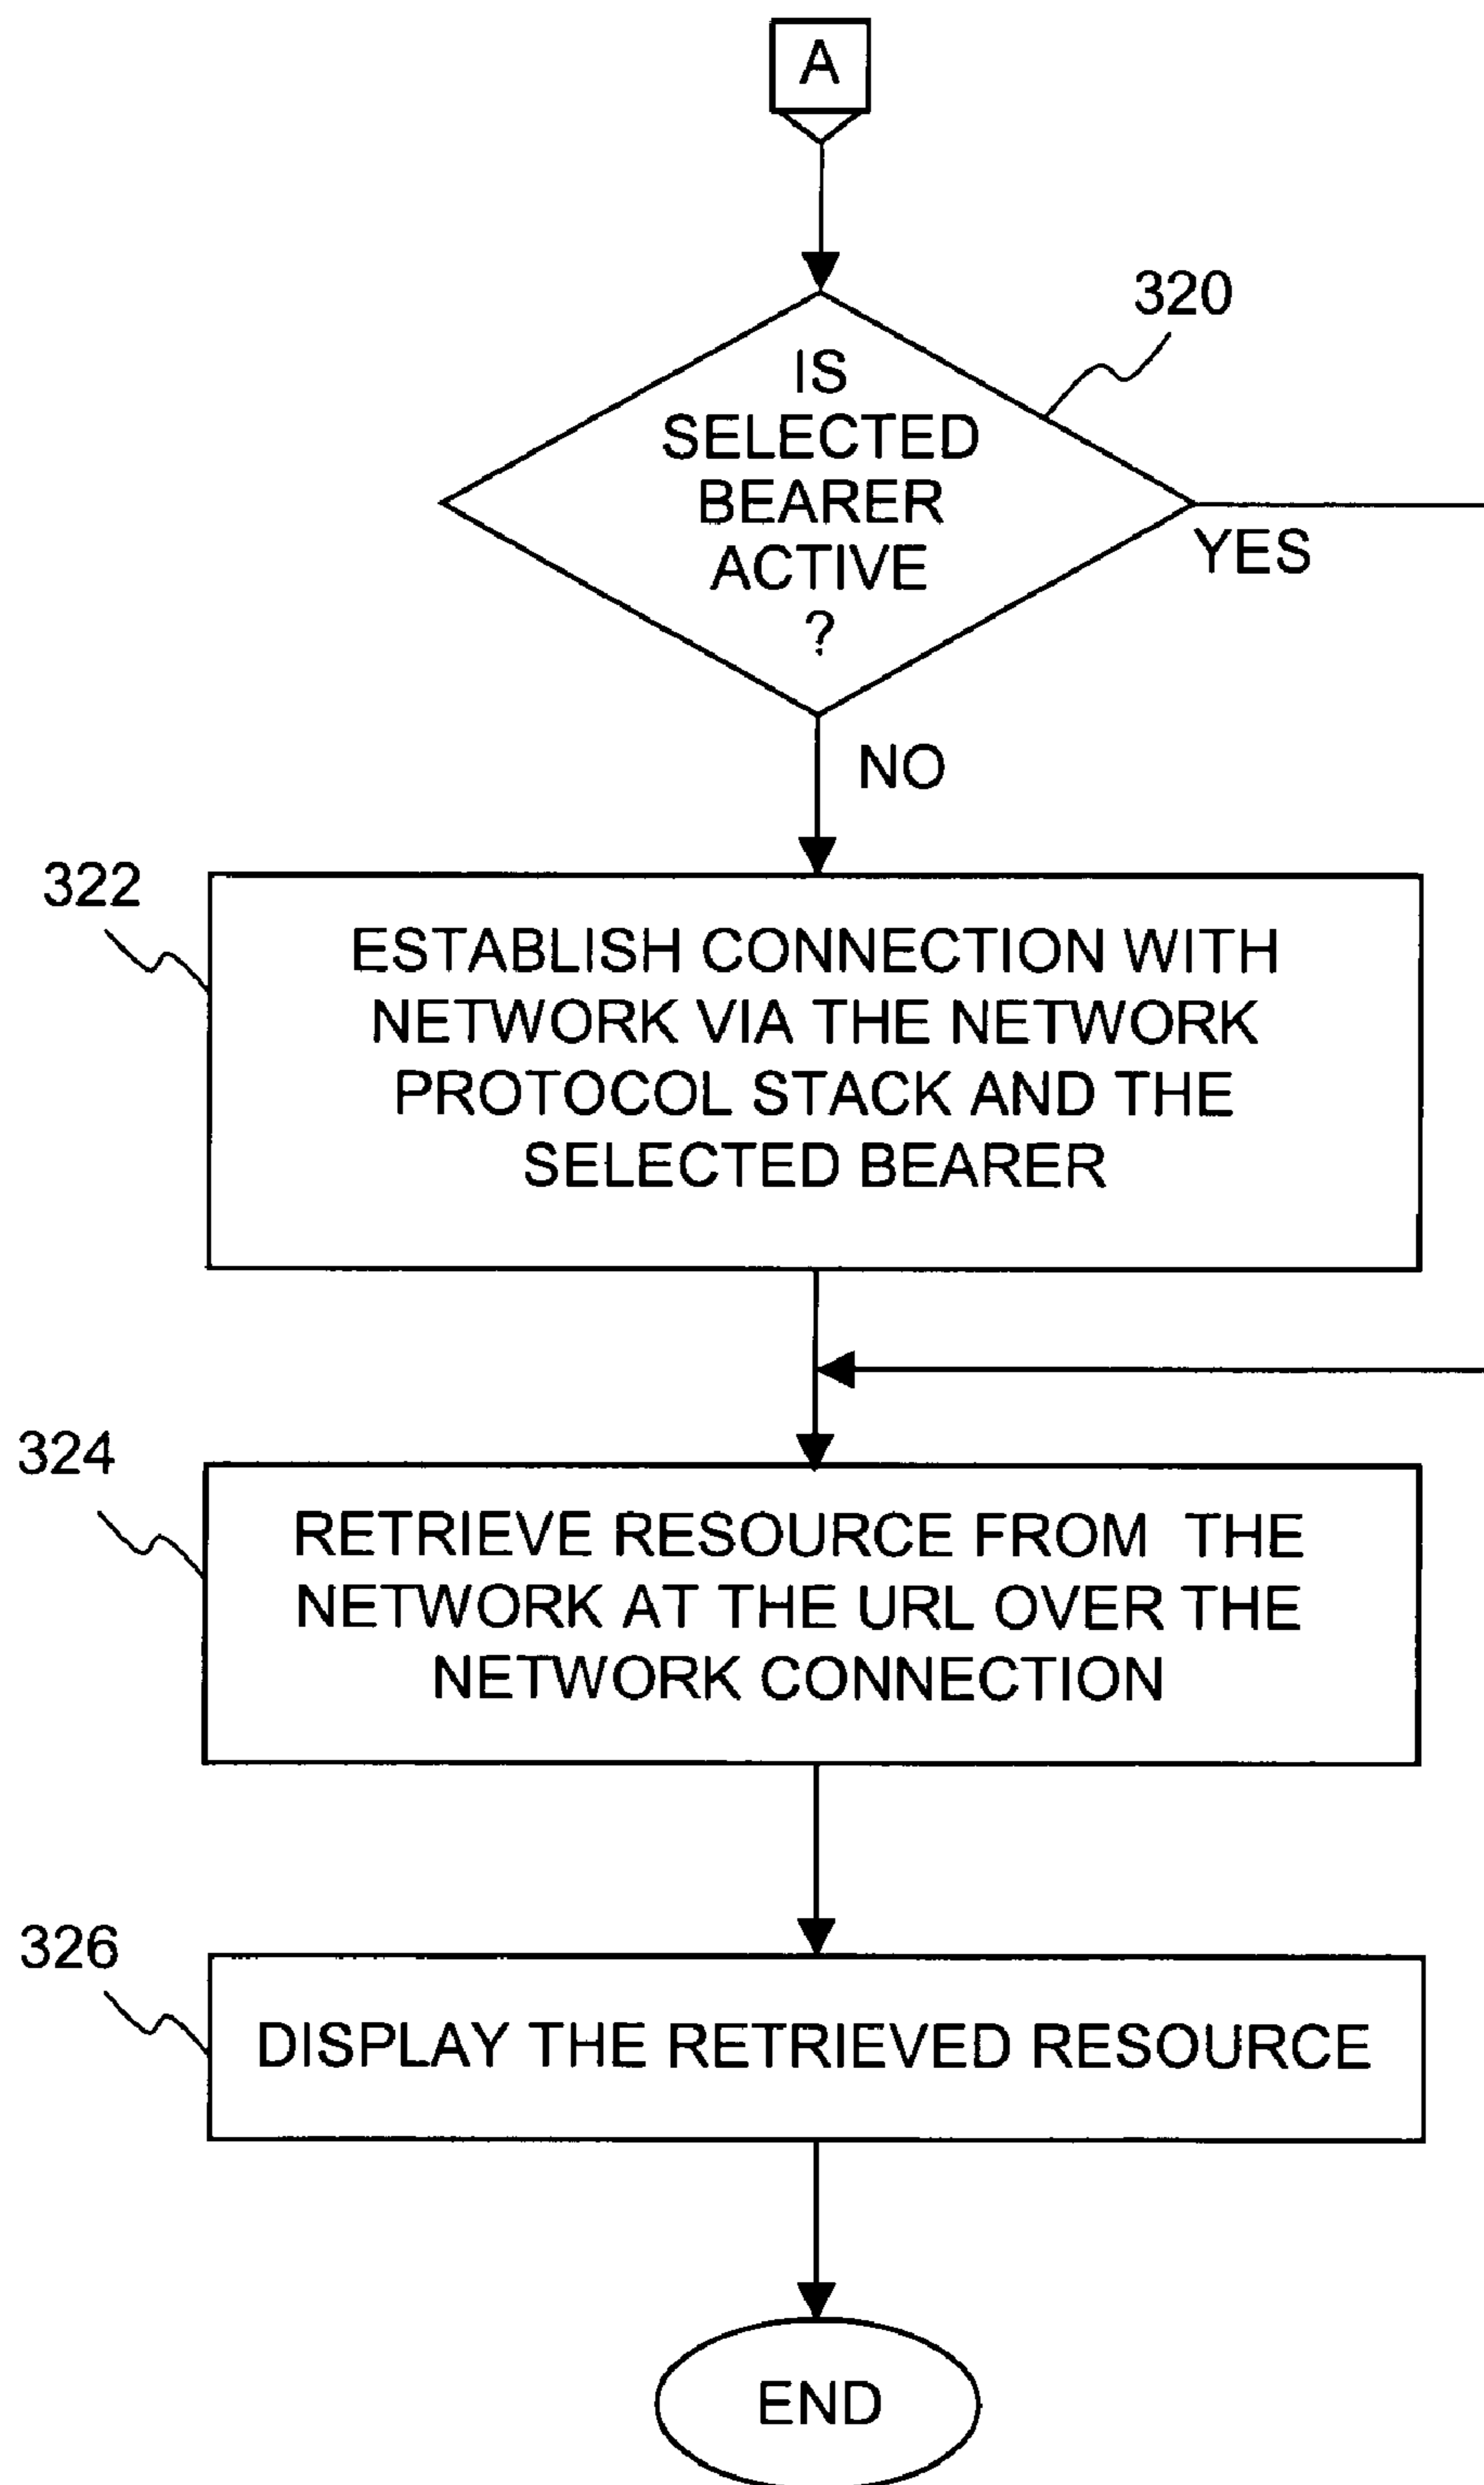 A
320
IS
SELECTED
BEARER
ACTIVE
?
YES
NO
322
ESTABLISH CONNECTION WITH
NETWORK VIA THE NETWORK
PROTOCOL STACK AND THE
SELECTED BEARER
324
RETRIEVE RESOURCE FROM THE
NETWORK AT THE URL OVER THE
NETWORK CONNECTION
326
DISPLAY THE RETRIEVED RESOURCE
END